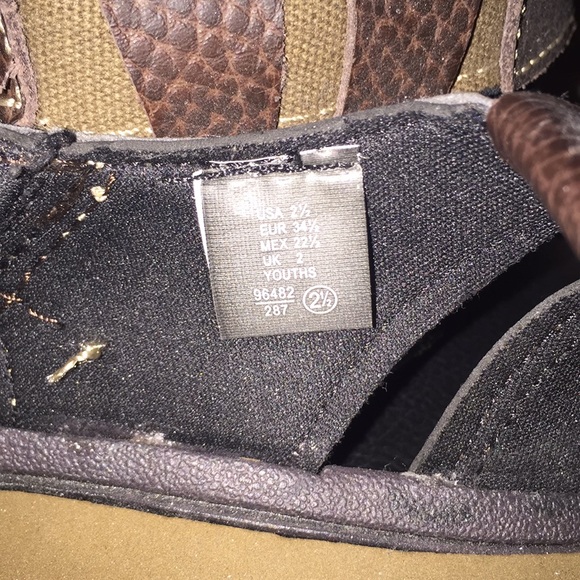 USA 2½
EUR 34½
MEX 22½
UK 2
YOUTHS
96482
287
2½